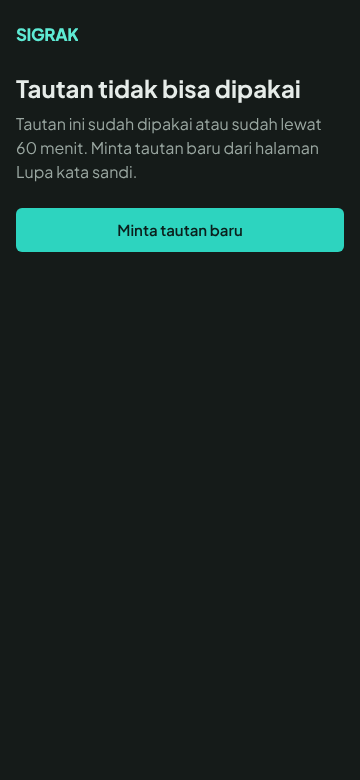 SIGRAK
Tautan tidak bisa dipakai
Tautan ini sudah dipakai atau sudah lewat
60 menit. Minta tautan baru dari halaman
Lupa kata sandi.
Minta tautan baru